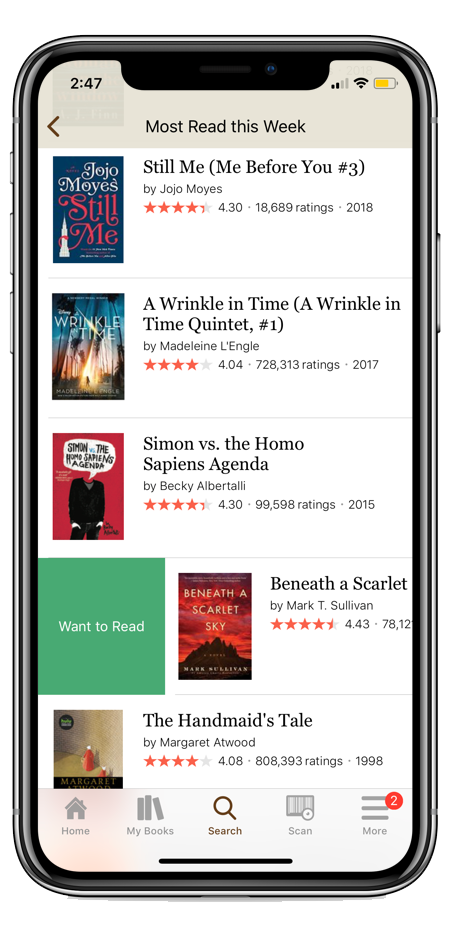 2:47
Most Read this Week
Jojo
Moyes
Still
Me
Still Me (Me Before You #3)
by Jojo Moyes
4.30 · 18,689 ratings · 2018
Disney
A WRINKLE
IN TIME
MADELEINE L'ENGLE
A Wrinkle in Time (A Wrinkle in
Time Quintet, #1)
by Madeleine L'Engle
4.04 · 728,313 ratings · 2017
SIMON VS. THE
HOMO SAPIENS
AGENDA
Simon vs. the Homo
Sapiens Agenda
by Becky Albertalli
4.30 · 99,598 ratings · 2015
Want to Read
BENEATH A
SCARLET
SKY
A NOVEL
MARK SULLIVAN
Beneath a Scarlet
by Mark T. Sullivan
4.43 · 78,12
hulu
MARGARET
ATWOOD
The Handmaid's Tale
by Margaret Atwood
4.08 · 808,393 ratings · 1998
Home
My Books
Search
Scan
2
More